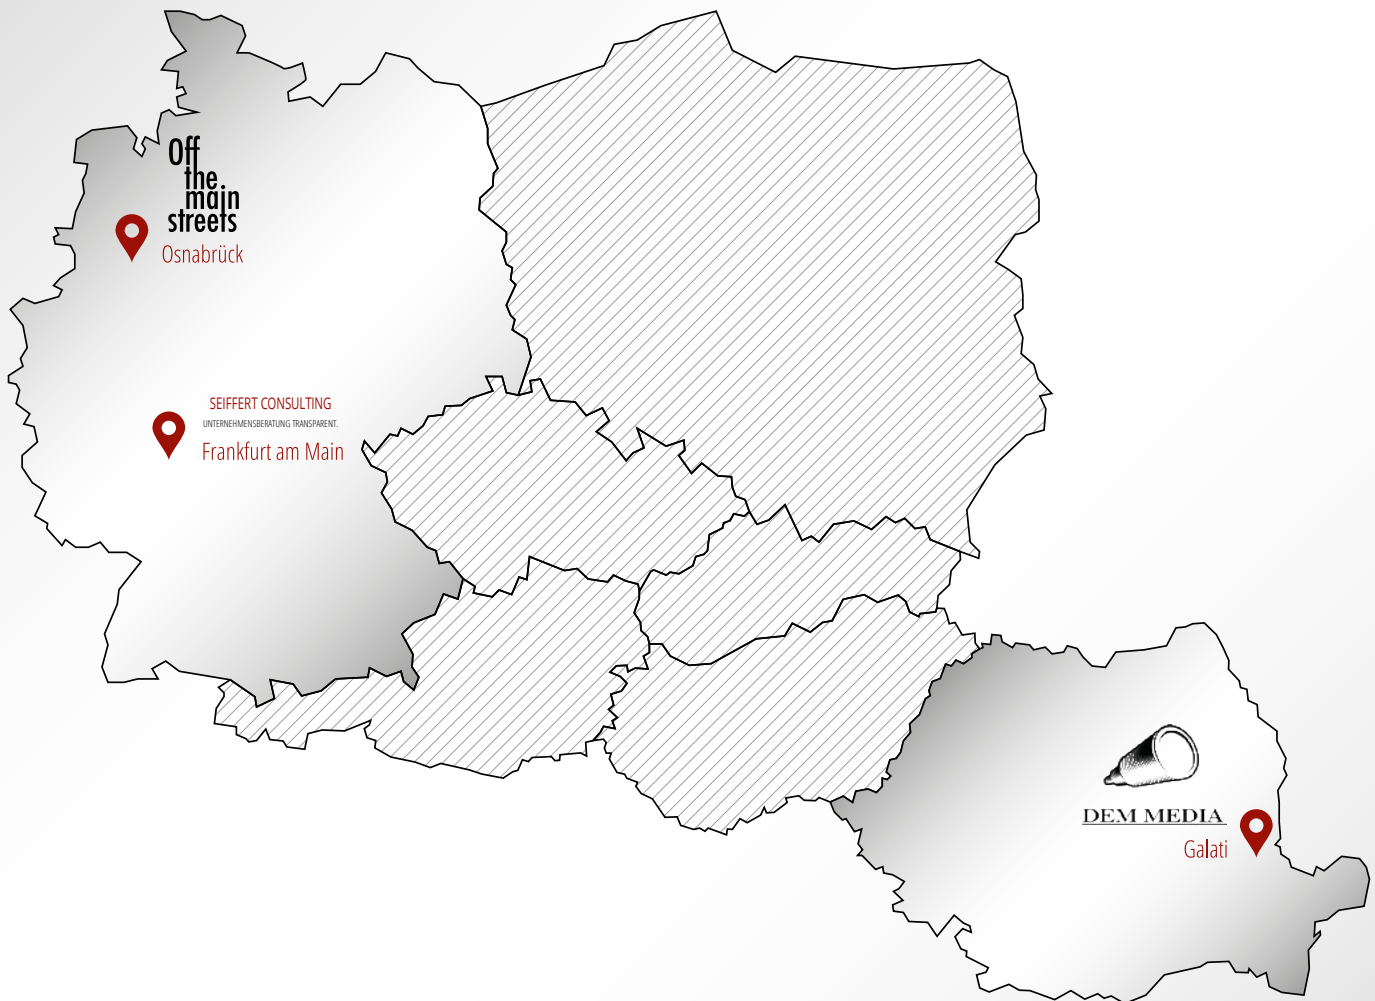 Off
the
main
streets
Osnabrück
SEIFFERT CONSULTING
UNTERNEHMENSBERATUNG TRANSPARENT.
Frankfurt am Main
DEM MEDIA
Galati